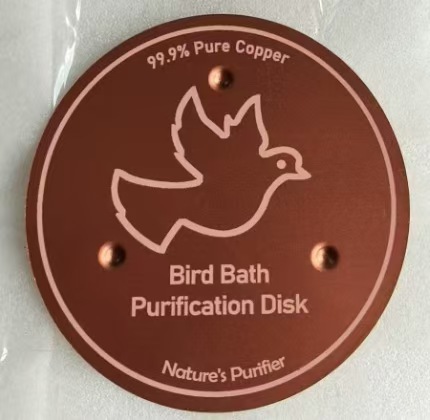 99.9% Pure Copper
Bird Bath
Purification Disk
Nature's Purifier